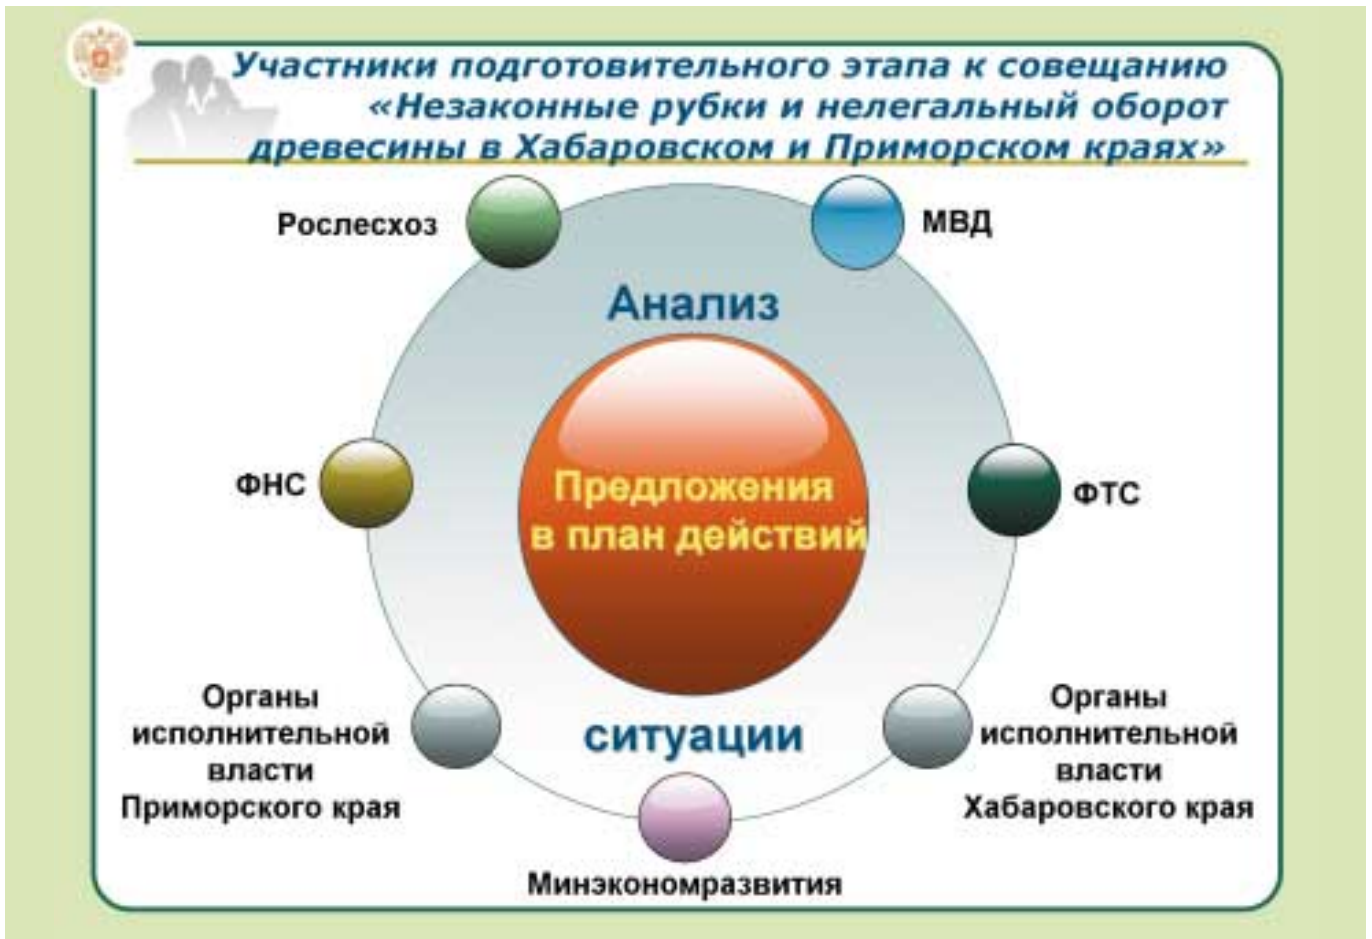 Участники подготовительного этапа к совещанию
«Незаконные рубки и нелегальный оборот
древесины в Хабаровском и Приморском краях»
Рослесхоз
МВД
Анализ
ФНС
Предложения
в план действий
ФТС
Органы
исполнительной
власти
Приморского края
ситуации
Органы
исполнительной
власти
Хабаровского края
Минэкономразвития